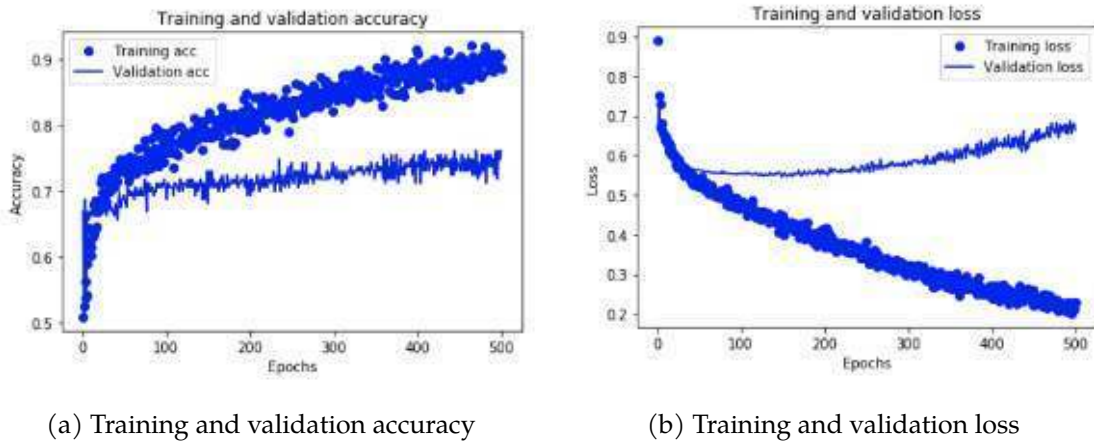 Training and validation accuracy
Training acc
Validation acc
0.9
0.8
0.7
0.6
0.5
Accuracy
0 100 200 300 400 500
Epochs
(a) Training and validation accuracy
Training and validation loss
Training loss
Validation loss
0.9
0.8
0.7
0.6
0.5
0.4
0.3
0.2
Loss
0 100 200 300 400 500
Epochs
(b) Training and validation loss